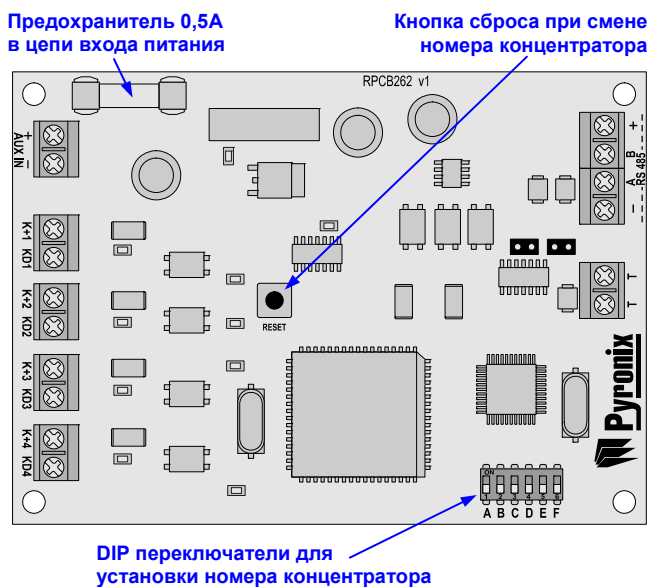 Предохранитель 0,5А
в цепи входа питания
Кнопка сброса при смене
номера концентратора
RPCB262 v1
+
AUX IN
–
K+1
KD1
K+2
KD2
K+3
KD3
K+4
KD4
RESET
+
B
A
–
RS 485
T
T
Pyronix
ON
1 2 3 4 5 6
A B C D E F
DIP переключатели для
установки номера концентратора